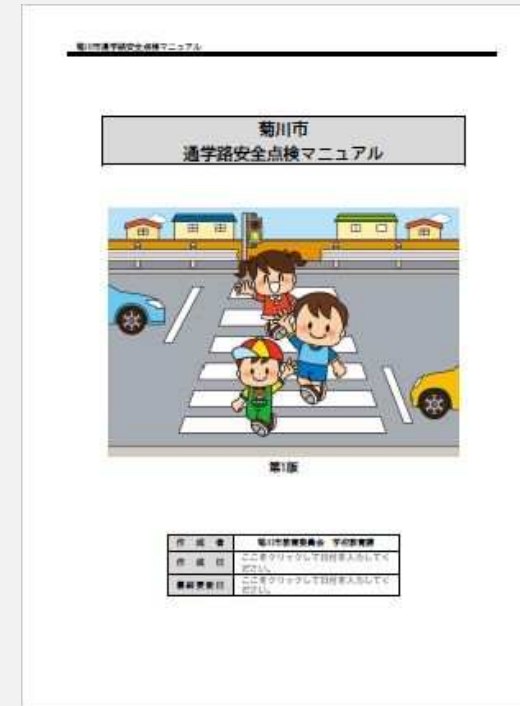 菊川市通学路安全点検マニュアル
菊川市
通学路安全点検マニュアル
第1版
作 成 者 菊川市教育委員会 学校教育課
作 成 日 ここをクリックして日付を入力してください。
最終更新日 ここをクリックして日付を入力してください。